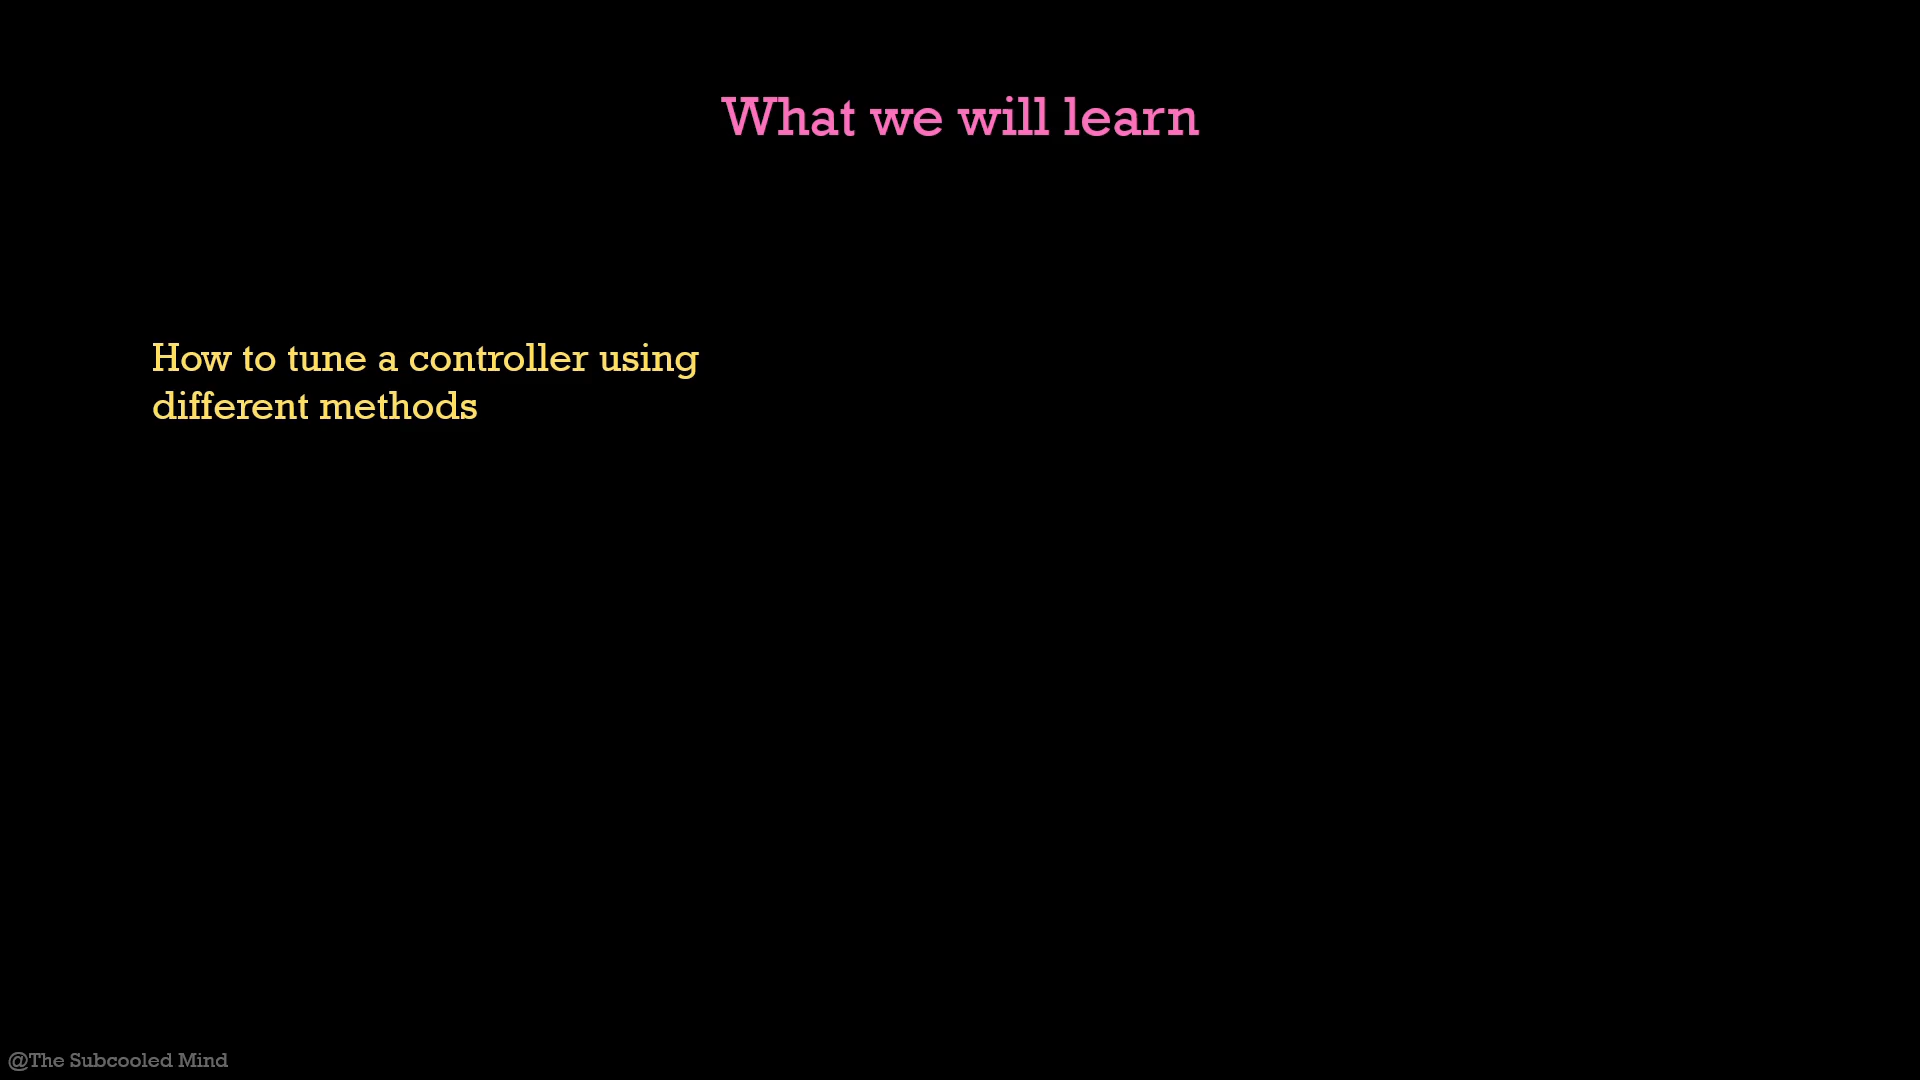 What we will learn
How to tune a controller using
different methods
@The Subcooled Mind